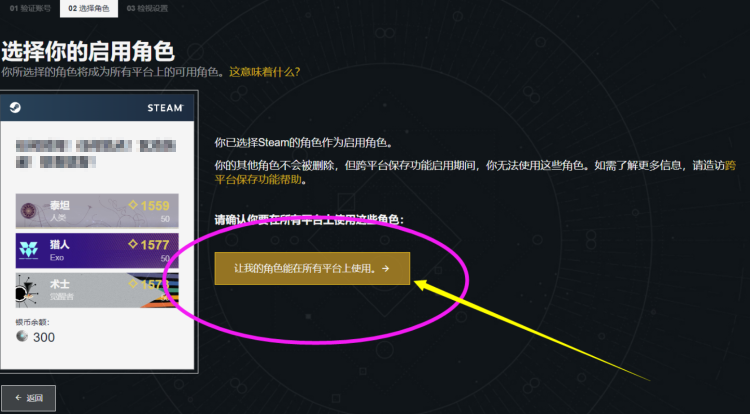 01 验证账号 02 选择角色 03 检视设置
选择你的启用角色
你所选择的角色将成为所有平台上的可用角色。这意味着什么?
STEAM
你已选择Steam的角色作为启用角色。
你的其他角色不会被删除，但跨平台保存功能启用期间，你无法使用这些角色。如需了解更多信息，请造访跨
平台保存功能帮助。
泰坦 1559
人类 50
请确认你要在所有平台上使用这些角色：
猎人 1577
Exo 50
让我的角色能在所有平台上使用。→
术士
觉醒者
银币余额：
300
← 返回